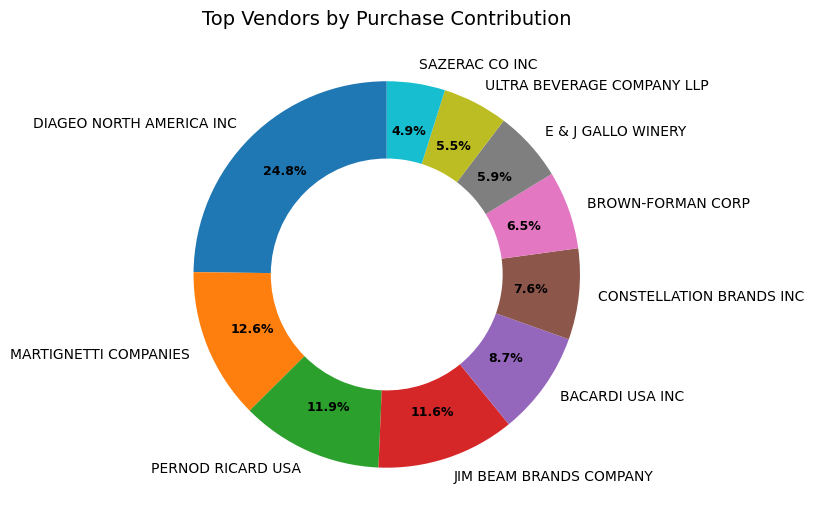 Top Vendors by Purchase Contribution
SAZERAC CO INC
ULTRA BEVERAGE COMPANY LLP
E & J GALLO WINERY
BROWN-FORMAN CORP
CONSTELLATION BRANDS INC
BACARDI USA INC
JIM BEAM BRANDS COMPANY
PERNOD RICARD USA
MARTIGNETTI COMPANIES
DIAGEO NORTH AMERICA INC
4.9%
5.5%
5.9%
6.5%
7.6%
8.7%
11.6%
11.9%
12.6%
24.8%